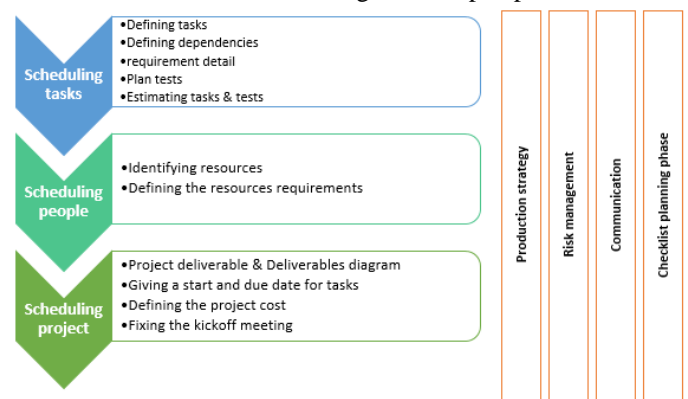 Scheduling
tasks
•Defining tasks
•Defining dependencies
•requirement detail
•Plan tests
•Estimating tasks & tests
Scheduling
people
•Identifying resources
•Defining the resources requirements
Scheduling
project
•Project deliverable & Deliverables diagram
•Giving a start and due date for tasks
•Defining the project cost
•Fixing the kickoff meeting
Production strategy
Risk management
Communication
Checklist planning phase